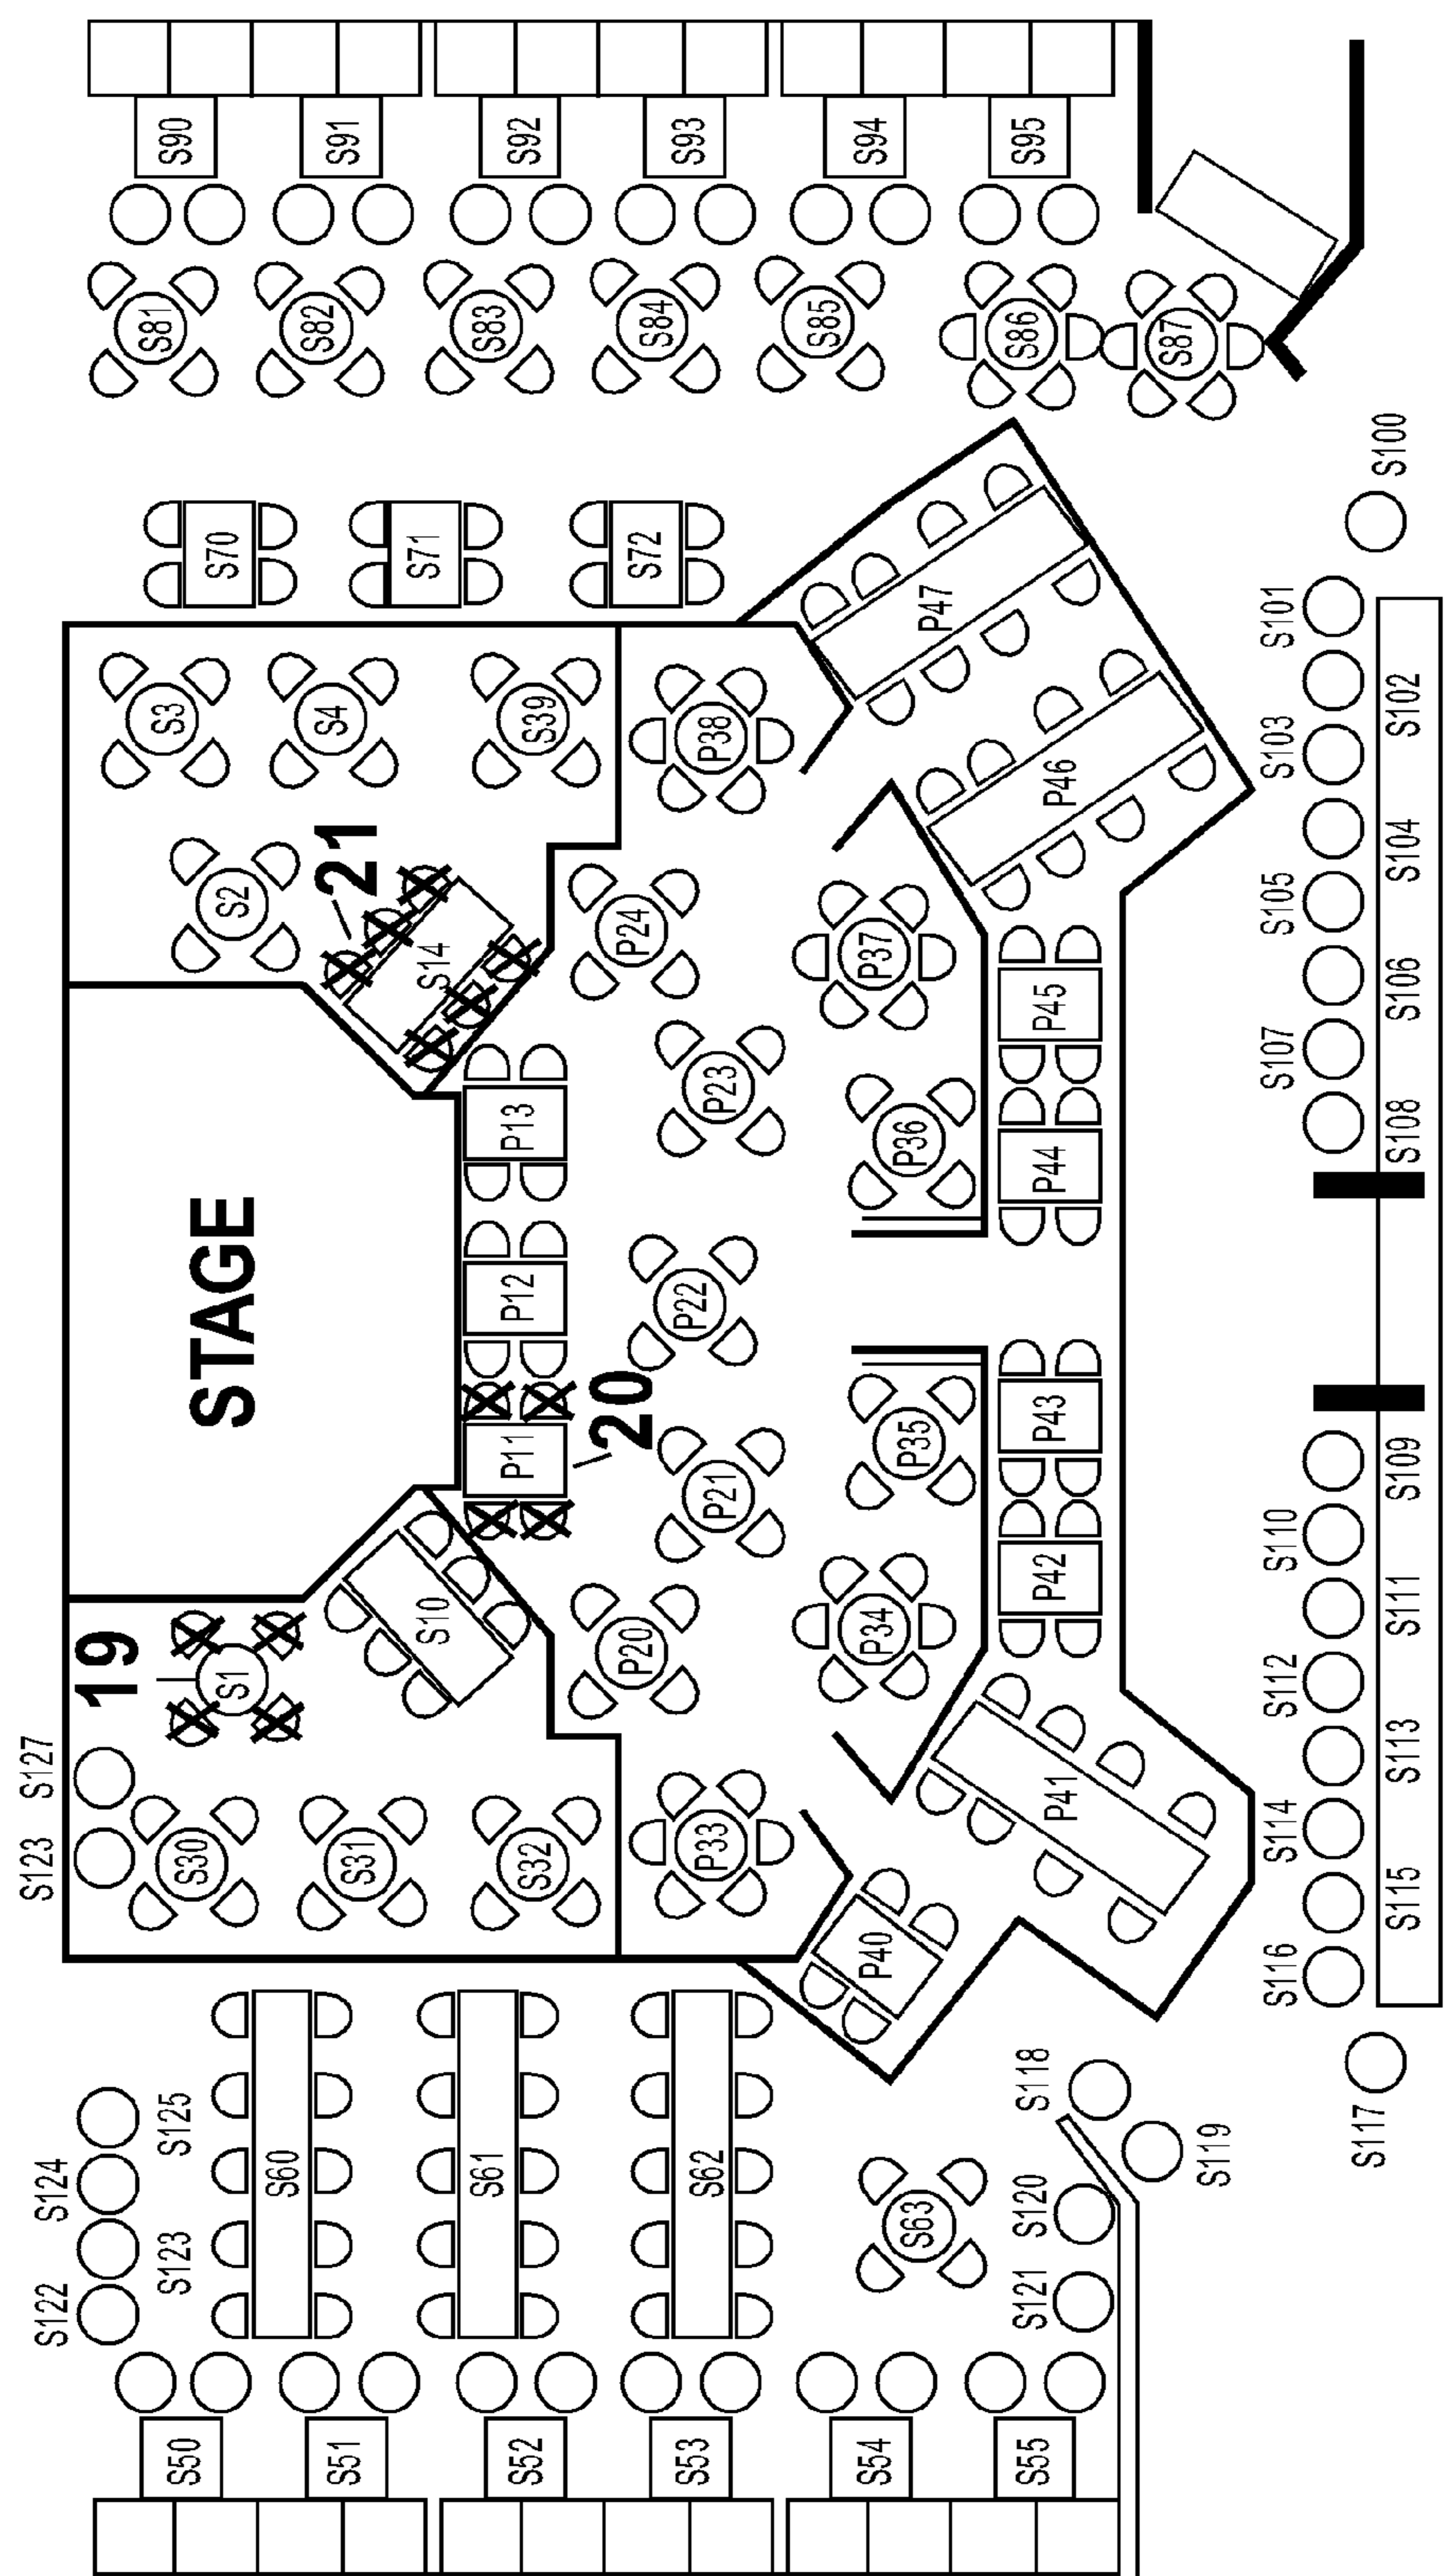 S122
S124
S123
S127
19
S50
S123
S125
S30
S3
S81
S90
S60
S1
STAGE
S2
S70
S51
S31
21
S4
S82
S91
S61
S10
S14
S71
S52
S32
P11
P12
P13
S39
S83
S92
P20
20
P24
S72
S84
S53
S62
P33
P21
P22
P23
P38
S93
S54
P40
P34
P37
S85
S94
S63
P35
P36
P47
S55
S121
S120
S118
P41
P42
P43
P44
P45
P46
S86
S95
S119
S87
S116
S114
S112
S110
S107
S105
S103
S101
S117
S115
S113
S111
S109
S108
S106
S104
S102
S100